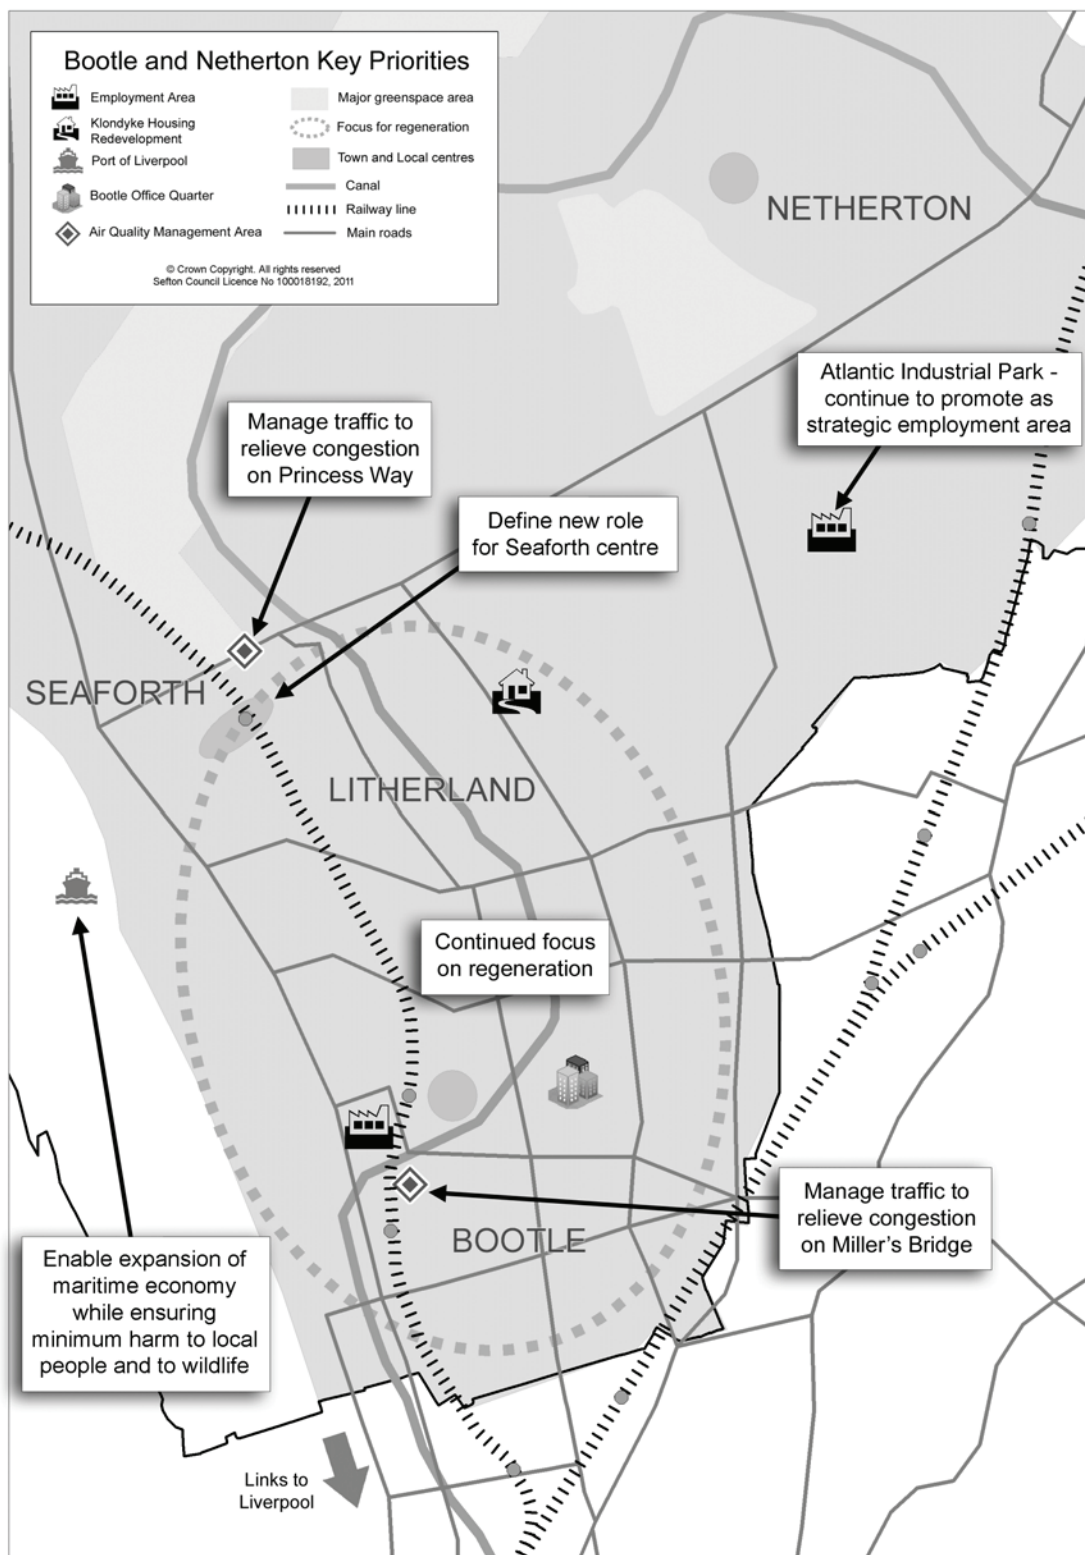 Bootle and Netherton Key Priorities
Employment Area
Klondyke Housing
Redevelopment
Port of Liverpool
Bootle Office Quarter
Air Quality Management Area
Major greenspace area
Focus for regeneration
Town and Local centres
Canal
Railway line
Main roads
© Crown Copyright. All rights reserved
Sefton Council Licence No 100018192, 2011
NETHERTON
Atlantic Industrial Park -
continue to promote as
strategic employment area
Manage traffic to
relieve congestion
on Princess Way
Define new role
for Seaforth centre
SEAFORTH
LITHERLAND
Continued focus
on regeneration
Manage traffic to
relieve congestion
on Miller's Bridge
BOOTLE
Enable expansion of
maritime economy
while ensuring
minimum harm to local
people and to wildlife
Links to
Liverpool